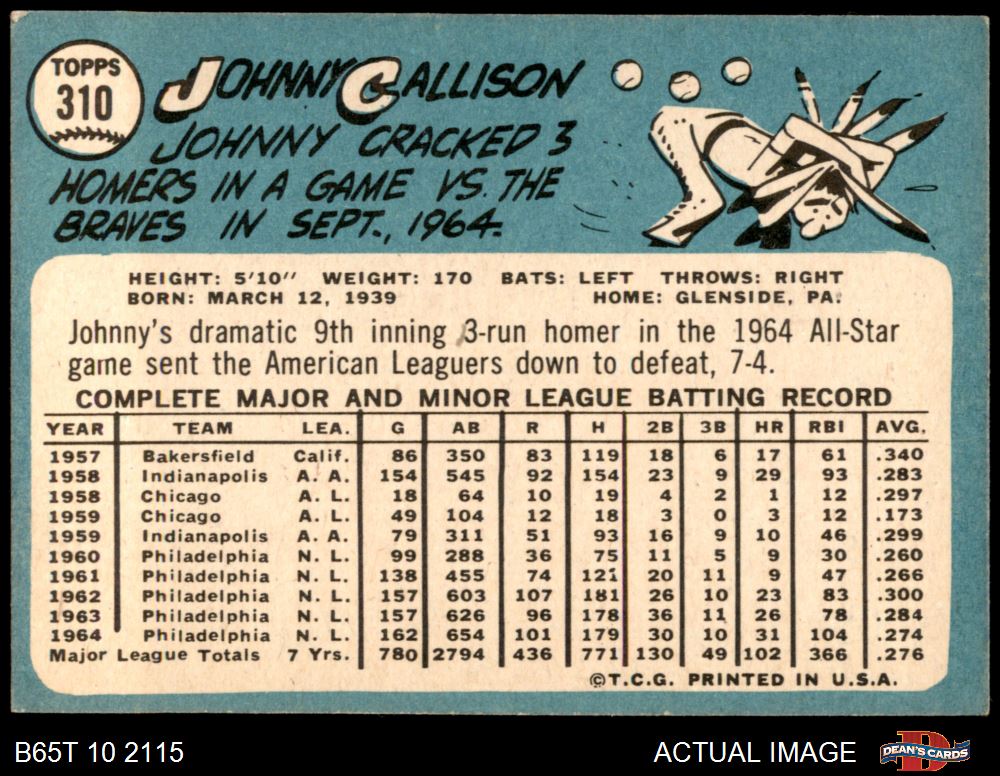 TOPPS
310
JOHNNY CALLISON
JOHNNY CRACKED 3
HOMERS IN A GAME VS. THE
BRAVES IN SEPT., 1964.
HEIGHT: 5'10" WEIGHT: 170 BATS: LEFT THROWS: RIGHT
BORN: MARCH 12, 1939 HOME: GLENSIDE, PA.
Johnny's dramatic 9th inning 3-run homer in the 1964 All-Star
game sent the American Leaguers down to defeat, 7-4.
COMPLETE MAJOR AND MINOR LEAGUE BATTING RECORD
YEAR TEAM LEA. G AB R H 2B 3B HR RBI AVG.
1957 Bakersfield Calif. 86 350 83 119 18 6 17 61 .340
1958 Indianapolis A. A. 154 545 92 154 23 9 29 93 .283
1958 Chicago A. L. 18 64 10 19 4 2 1 12 .297
1959 Chicago A. L. 49 104 12 18 3 0 3 12 .173
1959 Indianapolis A. A. 79 311 51 93 16 9 10 46 .299
1960 Philadelphia N. L. 99 288 36 75 11 5 9 30 .260
1961 Philadelphia N. L. 138 455 74 121 20 11 9 47 .266
1962 Philadelphia N. L. 157 603 107 181 26 10 23 83 .300
1963 Philadelphia N. L. 157 626 96 178 36 11 26 78 .284
1964 Philadelphia N. L. 162 654 101 179 30 10 31 104 .274
Major League Totals 7 Yrs. 780 2794 436 771 130 49 102 366 .276
©T.C.G. PRINTED IN U.S.A.
B65T 10 2115 ACTUAL IMAGE D DEAN'S CARDS